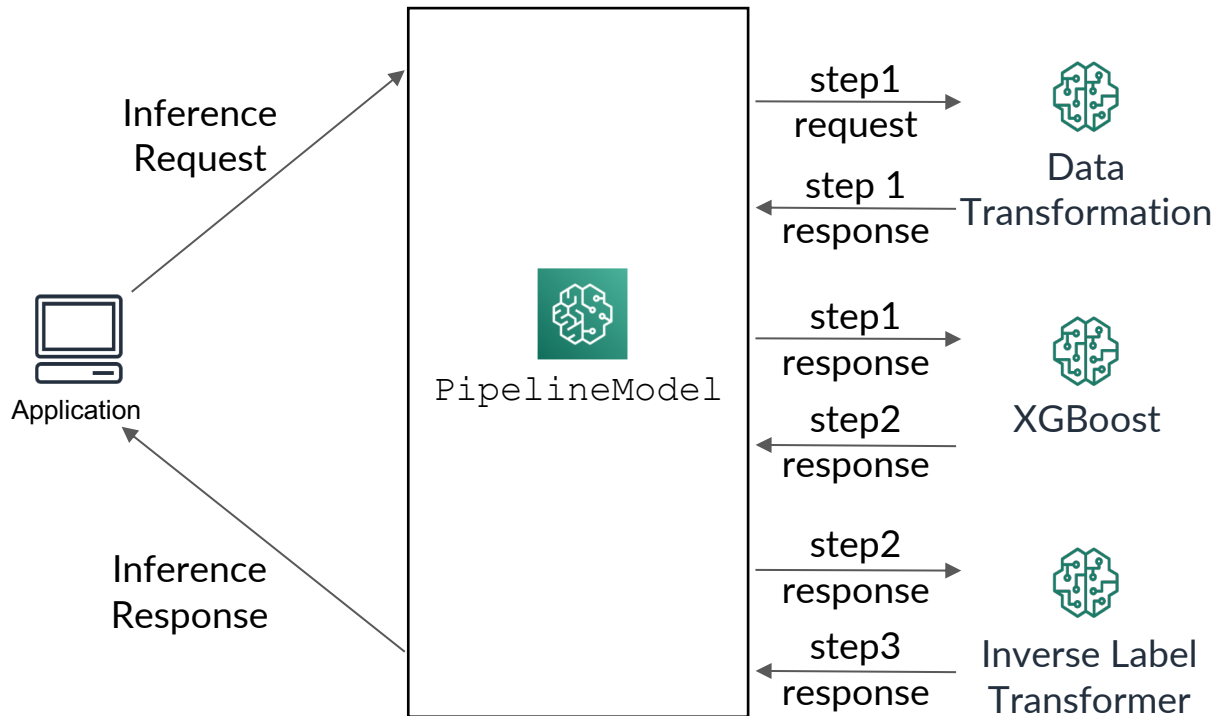 Inference
Request
Application
Inference
Response
PipelineModel
step1
request
step 1
response
Data
Transformation
step1
response
step2
response
XGBoost
step2
response
step3
response
Inverse Label
Transformer